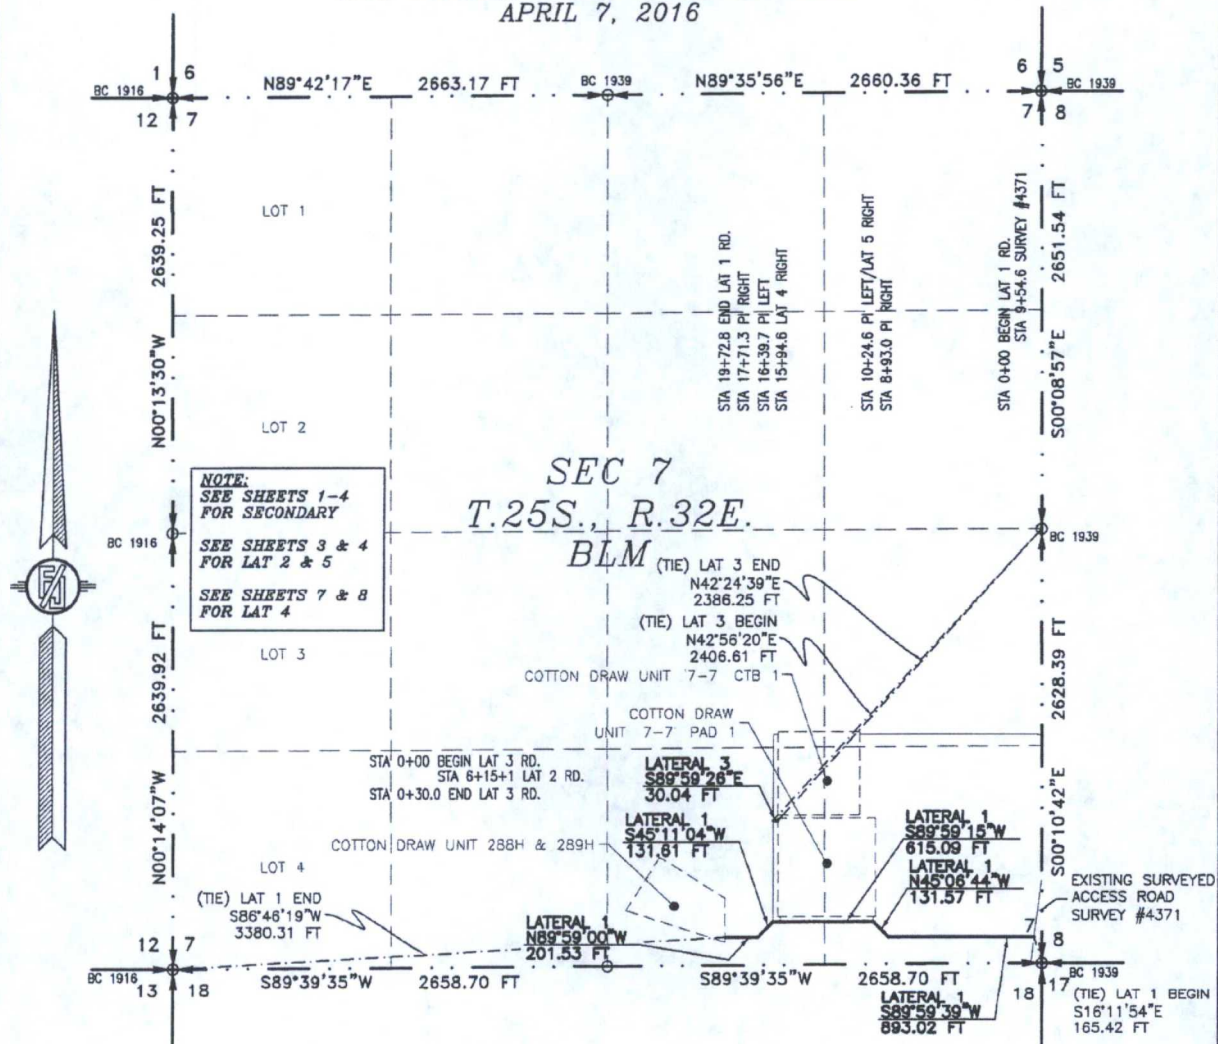 APRIL 7, 2016
1 6
BC 1916
N89°42'17"E 2663.17 FT
BC 1939
N89°35'56"E 2660.36 FT
6 5
BC 1939
12 7
7 8
2639.25 FT
N00°13'30"W
LOT 1
STA 19+72.8 END LAT 1 RD.
STA 17+71.3 PI RIGHT
STA 16+39.7 PI LEFT
STA 15+94.6 LAT 4 RIGHT
STA 10+24.6 PI LEFT/LAT 5 RIGHT
STA 8+93.0 PI RIGHT
STA 0+00 BEGIN LAT 1 RD.
STA 9+54.6 SURVEY #4371
2651.54 FT
S00°08'57"E
LOT 2
NOTE:
SEE SHEETS 1-4
FOR SECONDARY
SEE SHEETS 3 & 4
FOR LAT 2 & 5
SEE SHEETS 7 & 8
FOR LAT 4
SEC 7
T.25S., R.32E.
BLM
BC 1916
BC 1939
(TIE) LAT 3 END
N42°24'39"E
2386.25 FT
(TIE) LAT 3 BEGIN
N42°56'20"E
2406.61 FT
LOT 3
COTTON DRAW UNIT 7-7 CTB 1
COTTON DRAW
UNIT 7-7 PAD 1
2639.92 FT
N00°14'07"W
2628.39 FT
S00°10'42"E
STA 0+00 BEGIN LAT 3 RD.
STA 6+15+1 LAT 2 RD.
STA 0+30.0 END LAT 3 RD.
LATERAL 3
S89°59'26"E
30.04 FT
LATERAL 1
S45°11'04"W
131.61 FT
LATERAL 1
S89°59'15"W
615.09 FT
LATERAL 1
N45°06'44"W
131.57 FT
COTTON DRAW UNIT 288H & 289H
LOT 4
EXISTING SURVEYED
ACCESS ROAD
SURVEY #4371
(TIE) LAT 1 END
S86°46'19"W
3380.31 FT
LATERAL 1
N89°59'00"W
201.53 FT
12 7
7 8
BC 1916
S89°39'35"W 2658.70 FT
S89°39'35"W 2658.70 FT
BC 1939
13 18
18 17
LATERAL 1
S89°59'39"W
893.02 FT
(TIE) LAT 1 BEGIN
S16°11'54"E
165.42 FT